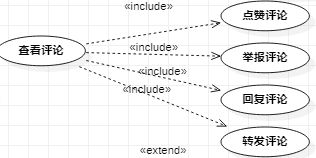 «include»
点赞评论
查看评论
«include»
举报评论
«include»
回复评论
«include»
转发评论
«extend»